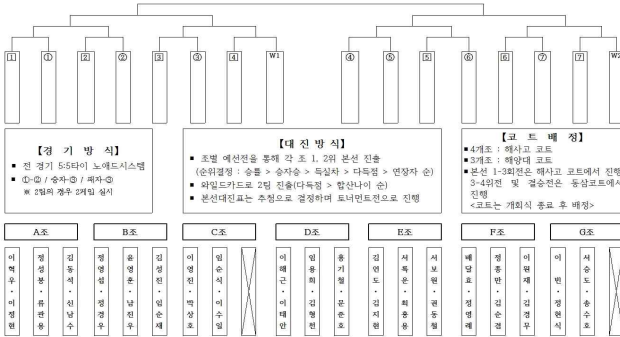 1 ① 2 ② 3 ③ 4 W1 ④ ⑤ 5 ⑥ 6 ⑦ 7 W2
【경 기 방 식】
■ 전 경기 5:5타이 노애드시스템
■ ①-② / 승자-③ / 패자-③
※ 2팀의 경우 2게임 실시
【대 진 방 식】
■ 조별 예선전을 통해 각 조 1, 2위 본선 진출
(순위결정 : 승률 > 승자승 > 득실차 > 다득점 > 연장자 순)
■ 와일드카드로 2팀 진출(다득점 > 합산나이 순)
■ 본선대진표는 추첨으로 결정하며 토너먼트전으로 진행
【코 트 배 정】
■ 4개조 : 해사고 코트
■ 3개조 : 해양대 코트
■ 본선 1-3회전은 해사고 코트에서 진행
3-4위전 및 결승전은 동삼코트에서
진행
<코트는 개회식 종료 후 배정>
A조
이혁우·이정현
정성봉·류관용
김동석·신남수
B조
정영섭·정경우
윤영훈·남진우
김성진·임순재
C조
이영진·박상호
임순식·이수일
D조
이해근·이태안
임용희·김형천
홍기철·문준호
E조
김연도·김지현
서욱은·최홍용
서보원·권동철
F조
배달효·정영례
정홍만·김순겸
이원재·김경무
G조
이빈·정현식
서승도·송수호